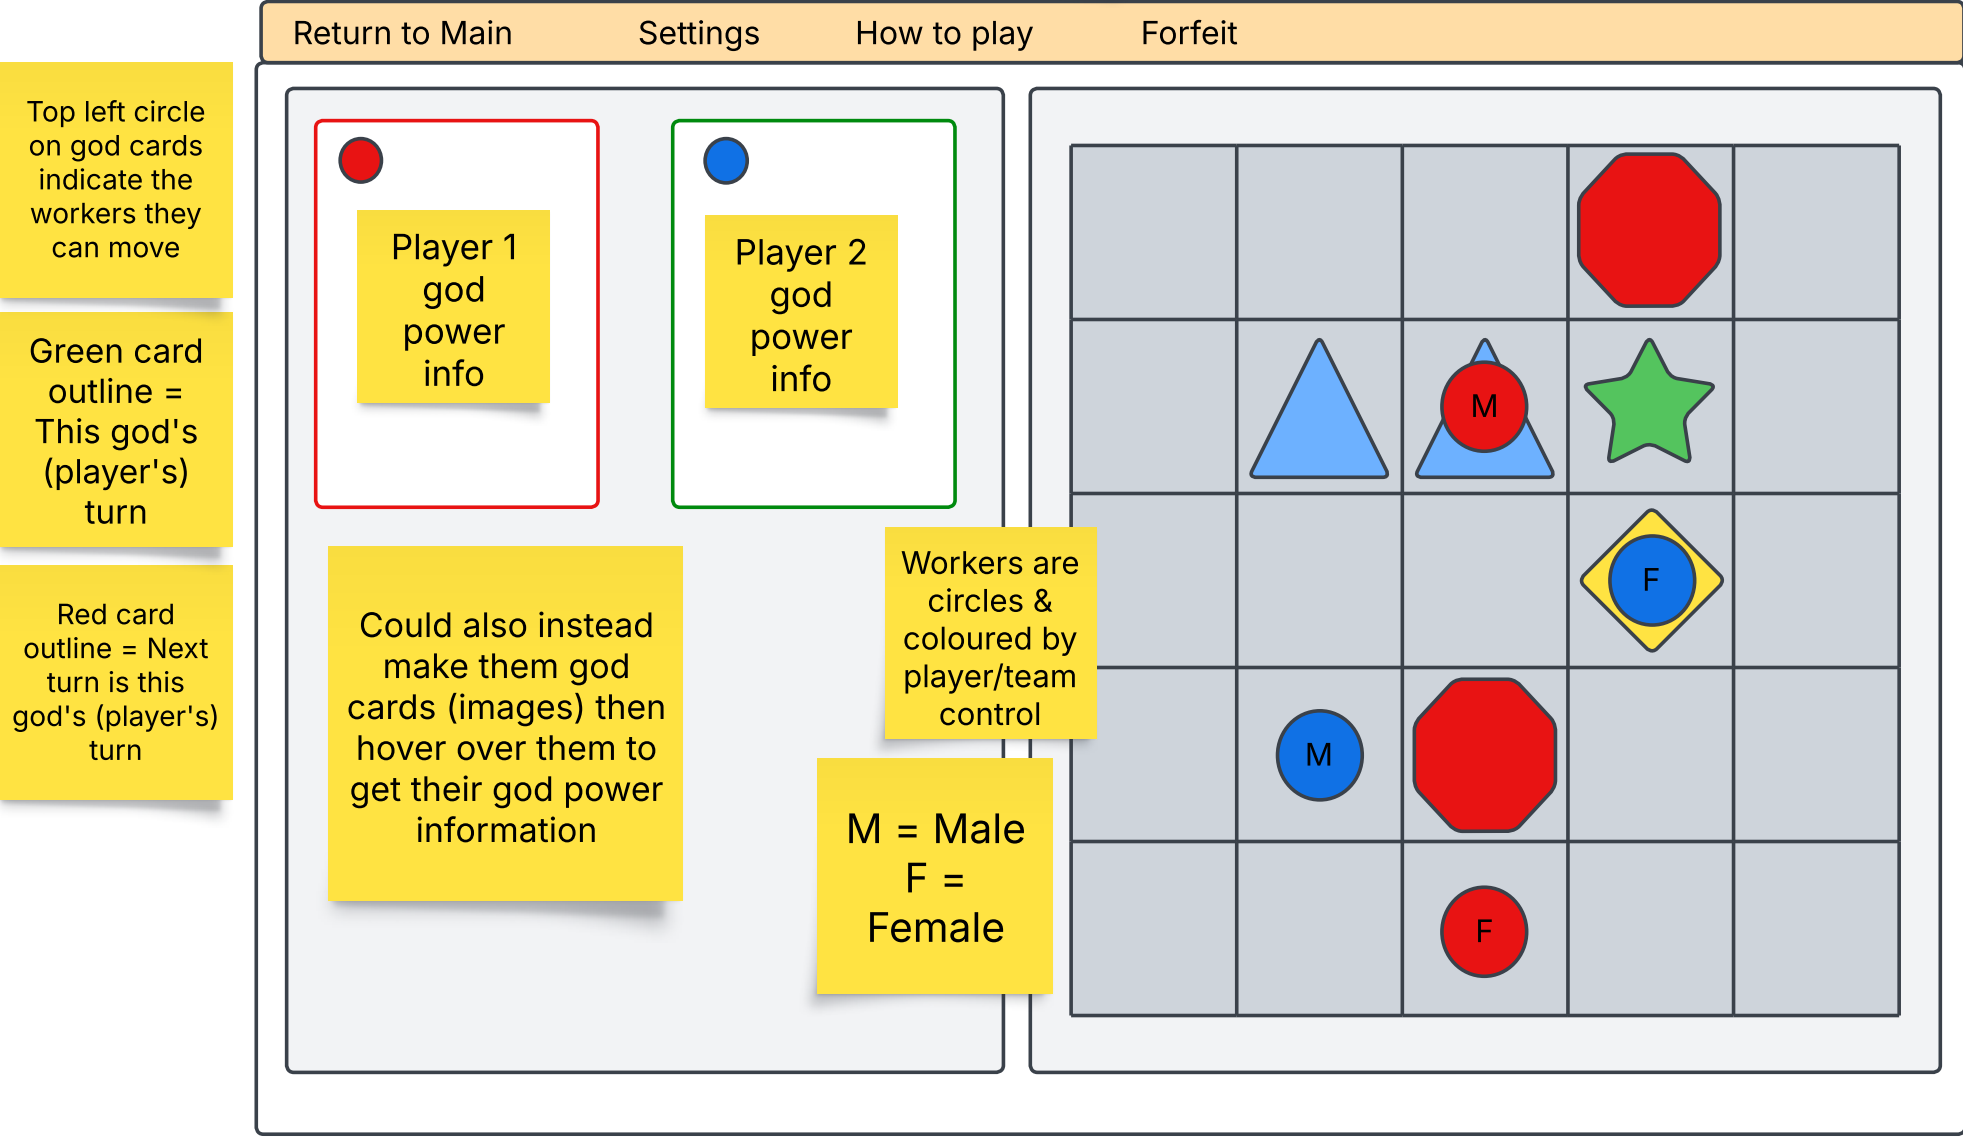 Return to Main
Settings
How to play
Forfeit
Top left circle
on god cards
indicate the
workers they
can move
Green card
outline =
This god's
(player's)
turn
Red card
outline = Next
turn is this
god's (player's)
turn
Player 1
god
power
info
Player 2
god
power
info
Could also instead
make them god
cards (images) then
hover over them to
get their god power
information
Workers are
circles &
coloured by
player/team
control
M = Male
F =
Female
M
F
M
F